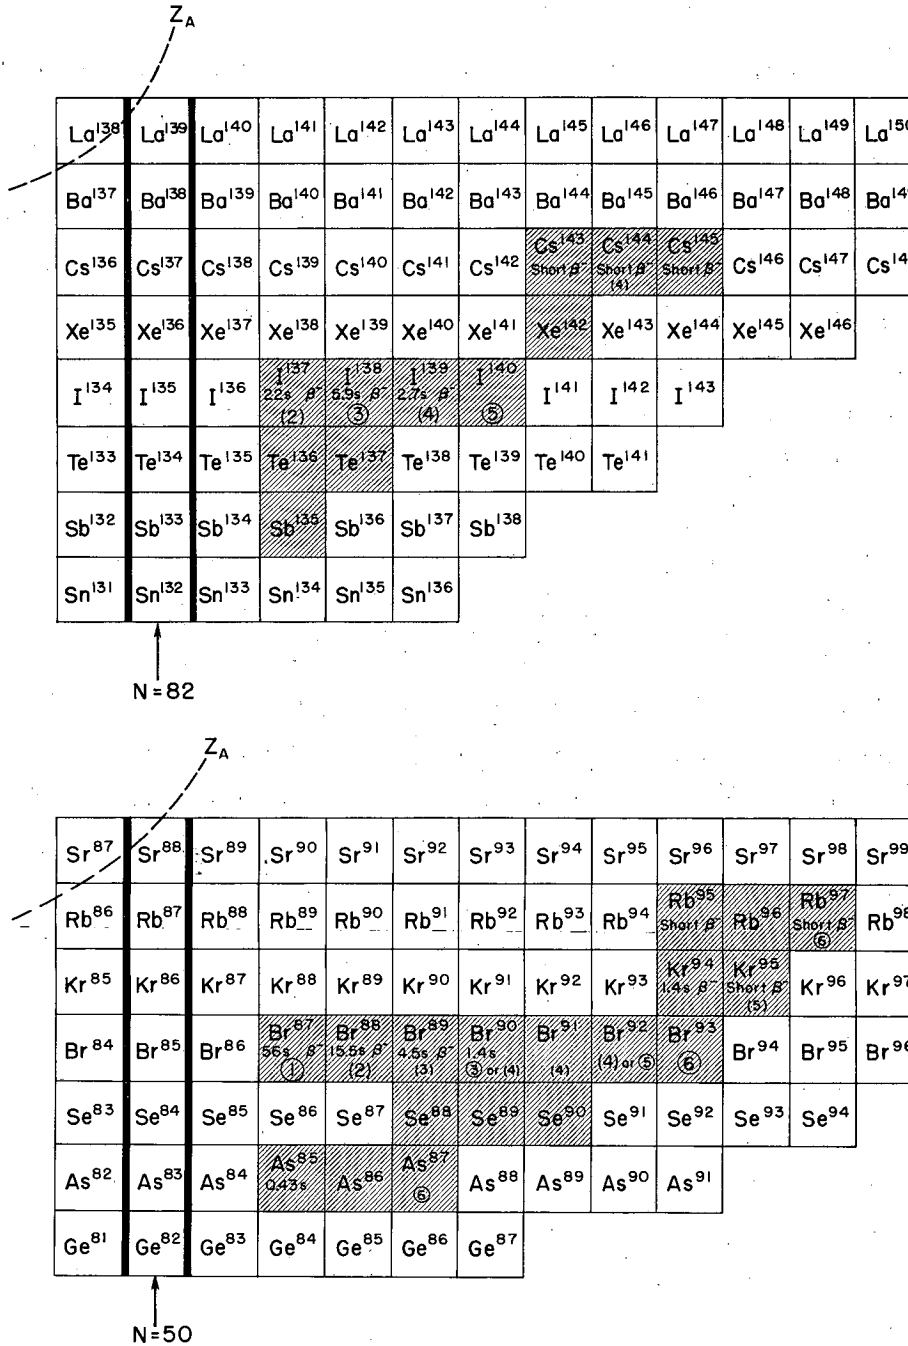 Z_A
La¹³⁸ La¹³⁹ La¹⁴⁰ La¹⁴¹ La¹⁴² La¹⁴³ La¹⁴⁴ La¹⁴⁵ La¹⁴⁶ La¹⁴⁷ La¹⁴⁸ La¹⁴⁹ La¹⁵⁰
Ba¹³⁷ Ba¹³⁸ Ba¹³⁹ Ba¹⁴⁰ Ba¹⁴¹ Ba¹⁴² Ba¹⁴³ Ba¹⁴⁴ Ba¹⁴⁵ Ba¹⁴⁶ Ba¹⁴⁷ Ba¹⁴⁸ Ba¹⁴⁹
Cs¹³⁶ Cs¹³⁷ Cs¹³⁸ Cs¹³⁹ Cs¹⁴⁰ Cs¹⁴¹ Cs¹⁴² Cs¹⁴³ Cs¹⁴⁴ Cs¹⁴⁵ Cs¹⁴⁶ Cs¹⁴⁷ Cs¹⁴
Short β⁻ Short β⁻ Short β⁻
(4)
Xe¹³⁵ Xe¹³⁶ Xe¹³⁷ Xe¹³⁸ Xe¹³⁹ Xe¹⁴⁰ Xe¹⁴¹ Xe¹⁴² Xe¹⁴³ Xe¹⁴⁴ Xe¹⁴⁵ Xe¹⁴⁶
I¹³⁴ I¹³⁵ I¹³⁶ I¹³⁷ I¹³⁸ I¹³⁹ I¹⁴⁰ I¹⁴¹ I¹⁴² I¹⁴³
22s β⁻ 5.9s β⁻ 2.7s β⁻
(2) ③ (4) ⑤
Te¹³³ Te¹³⁴ Te¹³⁵ Te¹³⁶ Te¹³⁷ Te¹³⁸ Te¹³⁹ Te¹⁴⁰ Te¹⁴¹
Sb¹³² Sb¹³³ Sb¹³⁴ Sb¹³⁵ Sb¹³⁶ Sb¹³⁷ Sb¹³⁸
Sn¹³¹ Sn¹³² Sn¹³³ Sn¹³⁴ Sn¹³⁵ Sn¹³⁶
N=82
Z_A
Sr⁸⁷ Sr⁸⁸ Sr⁸⁹ Sr⁹⁰ Sr⁹¹ Sr⁹² Sr⁹³ Sr⁹⁴ Sr⁹⁵ Sr⁹⁶ Sr⁹⁷ Sr⁹⁸ Sr⁹⁹
Rb⁸⁶ Rb⁸⁷ Rb⁸⁸ Rb⁸⁹ Rb⁹⁰ Rb⁹¹ Rb⁹² Rb⁹³ Rb⁹⁴ Rb⁹⁵ Rb⁹⁶ Rb⁹⁷ Rb⁹⁸
Short β⁻ Short β⁻
⑥
Kr⁸⁵ Kr⁸⁶ Kr⁸⁷ Kr⁸⁸ Kr⁸⁹ Kr⁹⁰ Kr⁹¹ Kr⁹² Kr⁹³ Kr⁹⁴ Kr⁹⁵ Kr⁹⁶ Kr⁹⁷
1.4s β⁻ Short β⁻
(5)
Br⁸⁴ Br⁸⁵ Br⁸⁶ Br⁸⁷ Br⁸⁸ Br⁸⁹ Br⁹⁰ Br⁹¹ Br⁹² Br⁹³ Br⁹⁴ Br⁹⁵ Br⁹⁶
56s β⁻ 15.5s β⁻ 4.5s β⁻ 1.4s
① (2) (3) ③ or (4) (4) (4) or ⑤ ⑥
Se⁸³ Se⁸⁴ Se⁸⁵ Se⁸⁶ Se⁸⁷ Se⁸⁸ Se⁸⁹ Se⁹⁰ Se⁹¹ Se⁹² Se⁹³ Se⁹⁴
As⁸² As⁸³ As⁸⁴ As⁸⁵ As⁸⁶ As⁸⁷ As⁸⁸ As⁸⁹ As⁹⁰ As⁹¹
0.43s ⑥
Ge⁸¹ Ge⁸² Ge⁸³ Ge⁸⁴ Ge⁸⁵ Ge⁸⁶ Ge⁸⁷
N=50